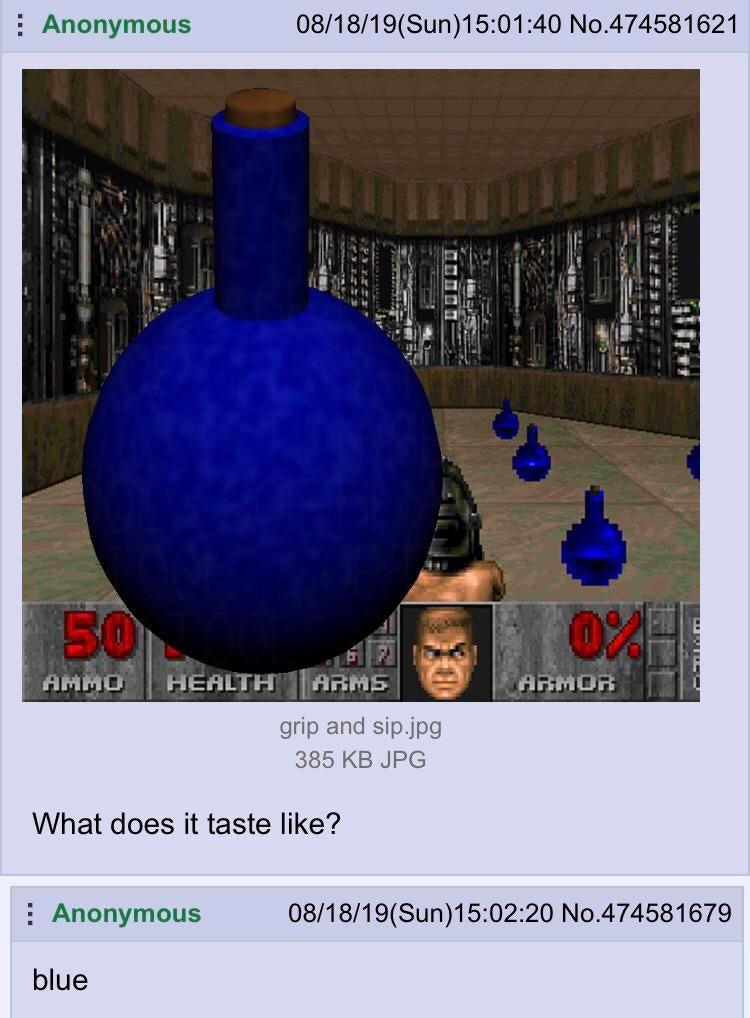 Anonymous 08/18/19(Sun)15:01:40 No.474581621
50 0%
AMMO HEALTH ARMS ARMOR
grip and sip.jpg
385 KB JPG
What does it taste like?
Anonymous 08/18/19(Sun)15:02:20 No.474581679
blue